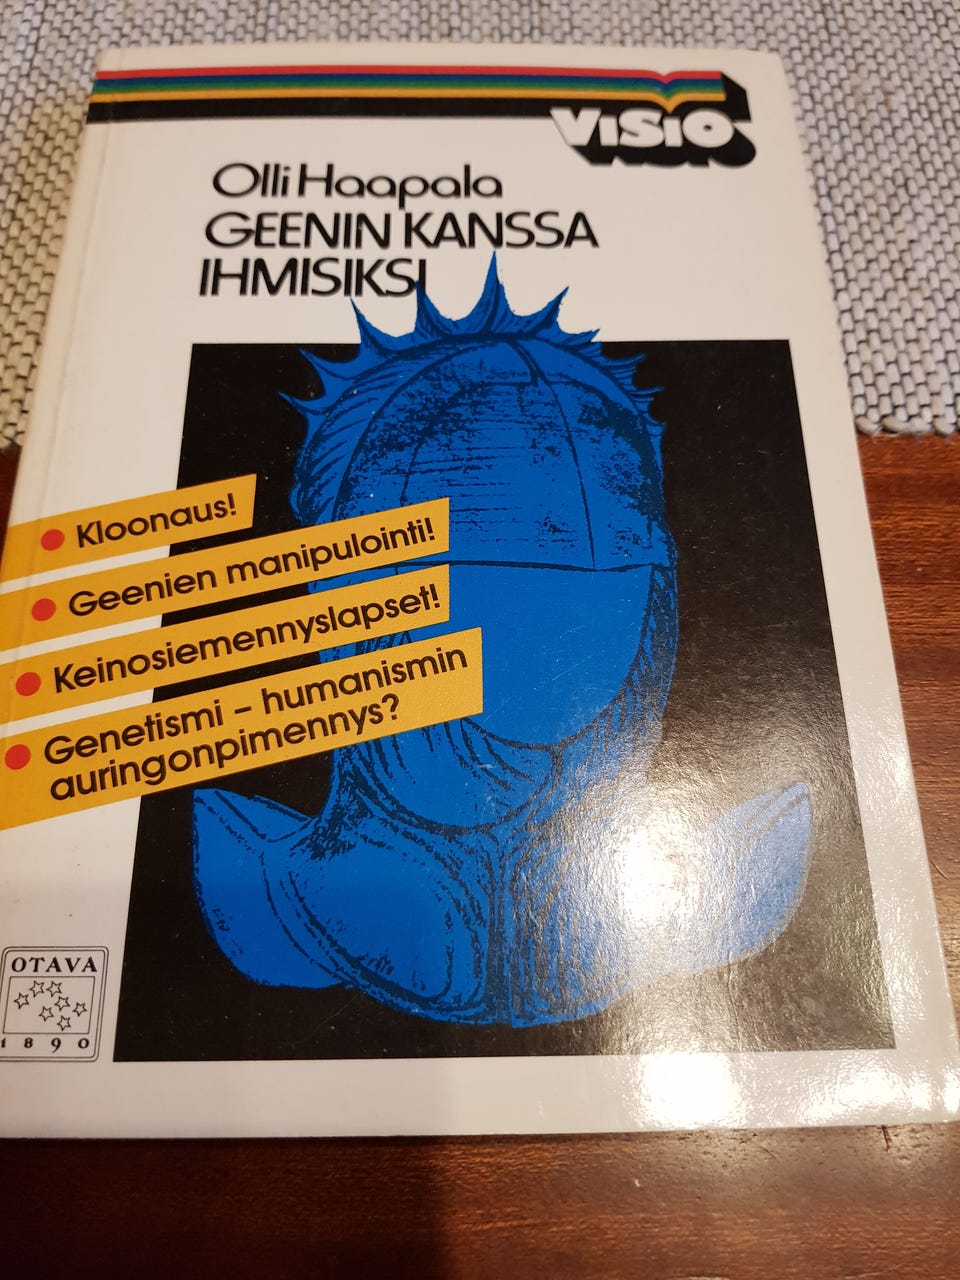 VISIO
Olli Haapala
GEENIN KANSSA
IHMISIKSI
Kloonaus!
Geenien manipulointi!
Keinosiemennyslapset!
Genetismi – humanismin
auringonpimennys?
OTAVA
1890